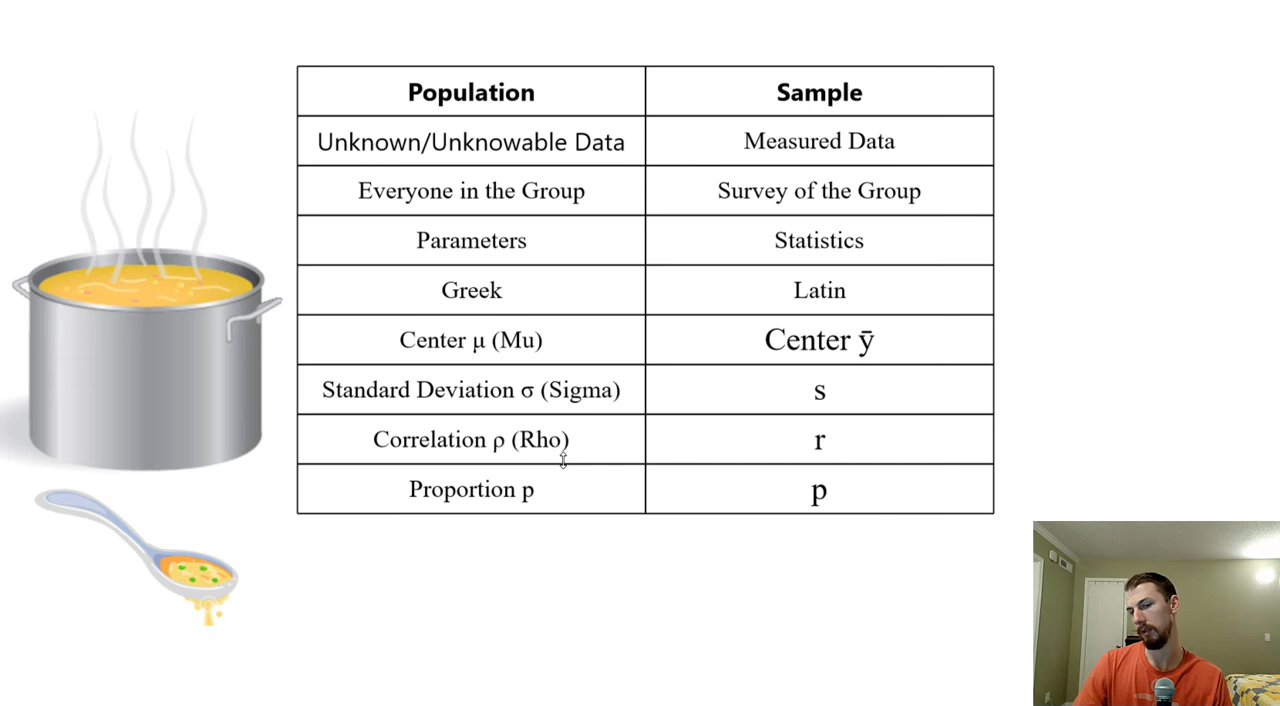 Population Sample
Unknown/Unknowable Data Measured Data
Everyone in the Group Survey of the Group
Parameters Statistics
Greek Latin
Center μ (Mu) Center ȳ
Standard Deviation σ (Sigma) s
Correlation ρ (Rho) r
Proportion p p